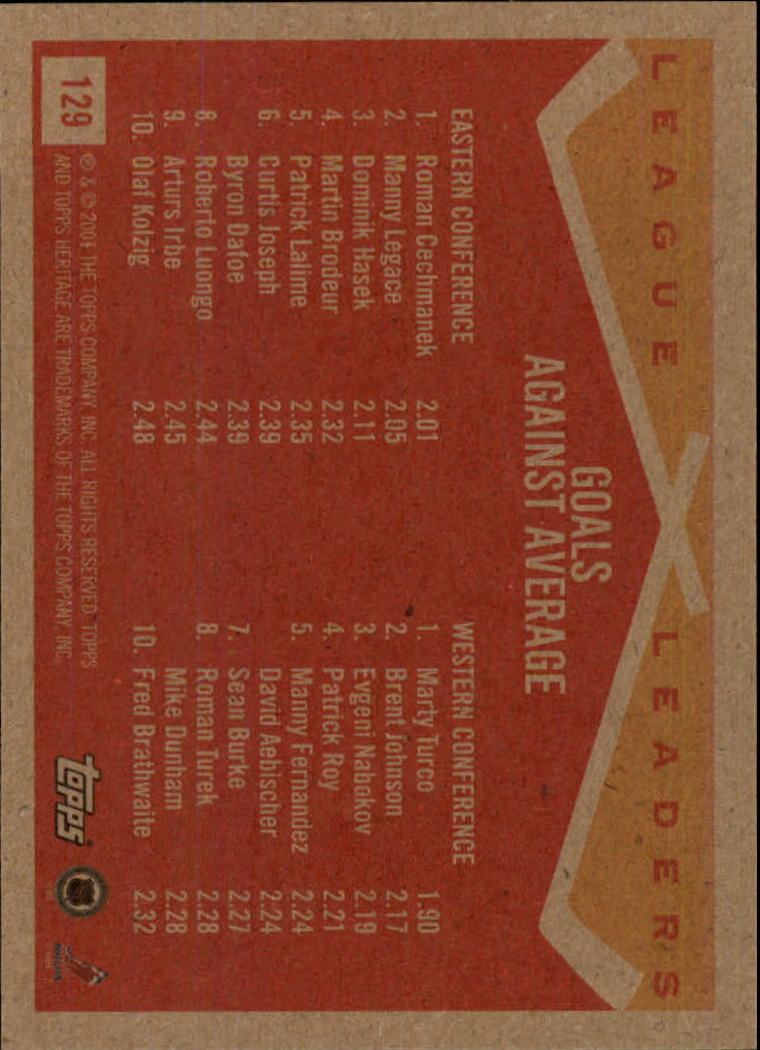 LEAGUE LEADERS
GOALS
AGAINST AVERAGE
EASTERN CONFERENCE
1. Roman Cechmanek 2.01
2. Manny Legace 2.05
3. Dominik Hasek 2.11
4. Martin Brodeur 2.32
5. Patrick Lalime 2.35
6. Curtis Joseph 2.39
Byron Dafoe 2.39
8. Roberto Luongo 2.44
9. Arturs Irbe 2.45
10. Olaf Kolzig 2.48
WESTERN CONFERENCE
1. Marty Turco 1.90
2. Brent Johnson 2.17
3. Evgeni Nabokov 2.19
4. Patrick Roy 2.21
5. Manny Fernandez 2.24
David Aebischer 2.24
7. Sean Burke 2.27
8. Roman Turek 2.28
Mike Dunham 2.28
10. Fred Brathwaite 2.32
129
® & © 2001 THE TOPPS COMPANY, INC. ALL RIGHTS RESERVED. TOPPS
AND TOPPS HERITAGE ARE TRADEMARKS OF THE TOPPS COMPANY, INC.
topps
NHLPA